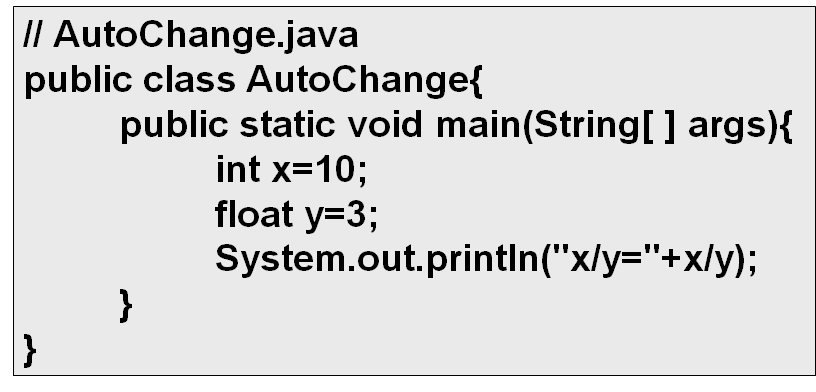 // AutoChange.java
public class AutoChange{
public static void main(String[ ] args){
int x=10;
float y=3;
System.out.println("x/y="+x/y);
}
}